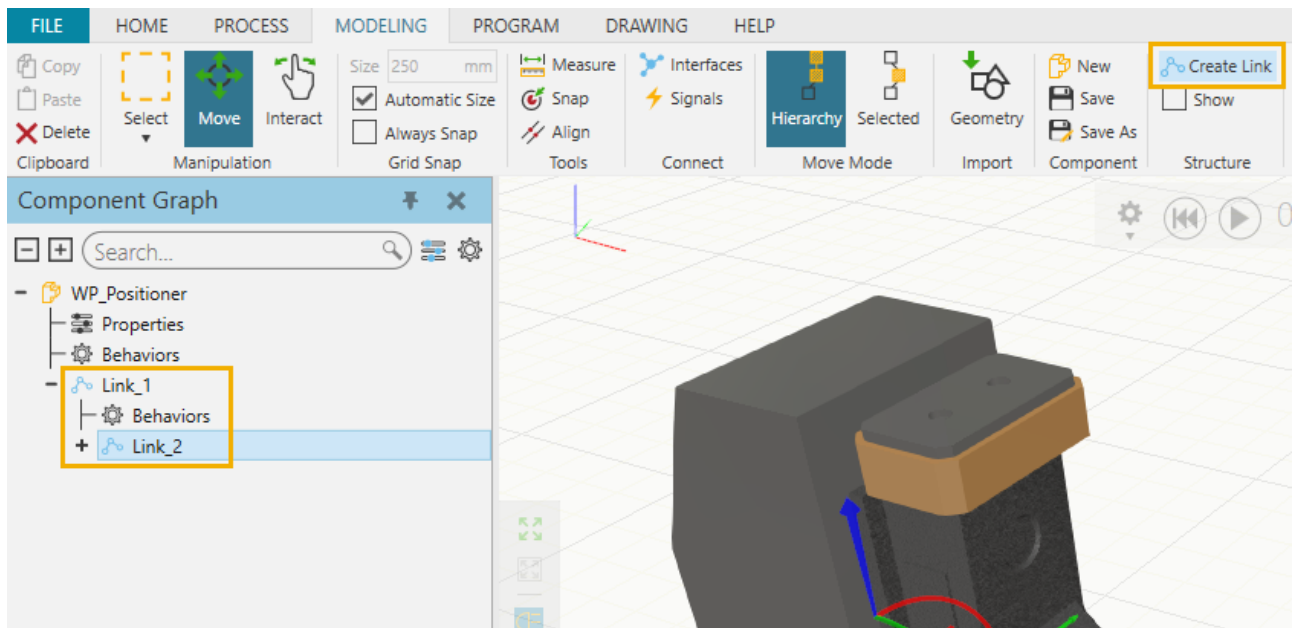 FILE HOME PROCESS MODELING PROGRAM DRAWING HELP
Copy Size 250 mm Measure Interfaces New Create Link
Paste Select Move Interact Automatic Size Snap Signals Hierarchy Selected Geometry Save Show
Delete Always Snap Align Save As
Clipboard Manipulation Grid Snap Tools Connect Move Mode Import Component Structure
Component Graph
Search...
WP_Positioner
Properties
Behaviors
Link_1
Behaviors
Link_2